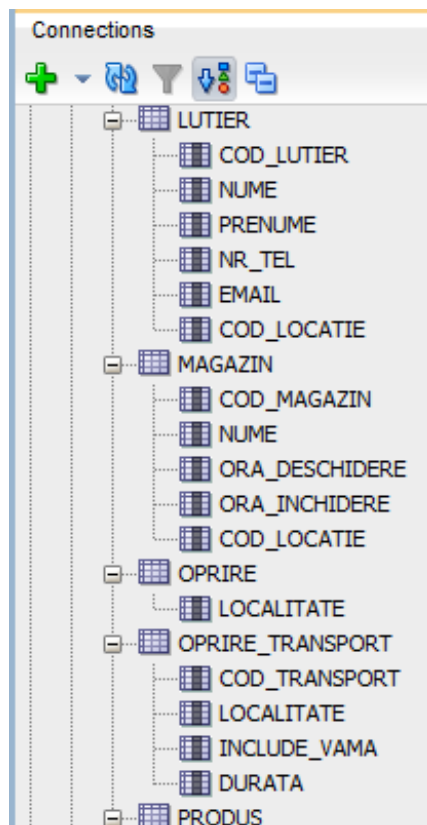 Connections
LUTIER
COD_LUTIER
NUME
PRENUME
NR_TEL
EMAIL
COD_LOCATIE
MAGAZIN
COD_MAGAZIN
NUME
ORA_DESCHIDERE
ORA_INCHIDERE
COD_LOCATIE
OPRIRE
LOCALITATE
OPRIRE_TRANSPORT
COD_TRANSPORT
LOCALITATE
INCLUDE_VAMA
DURATA
PRODUS